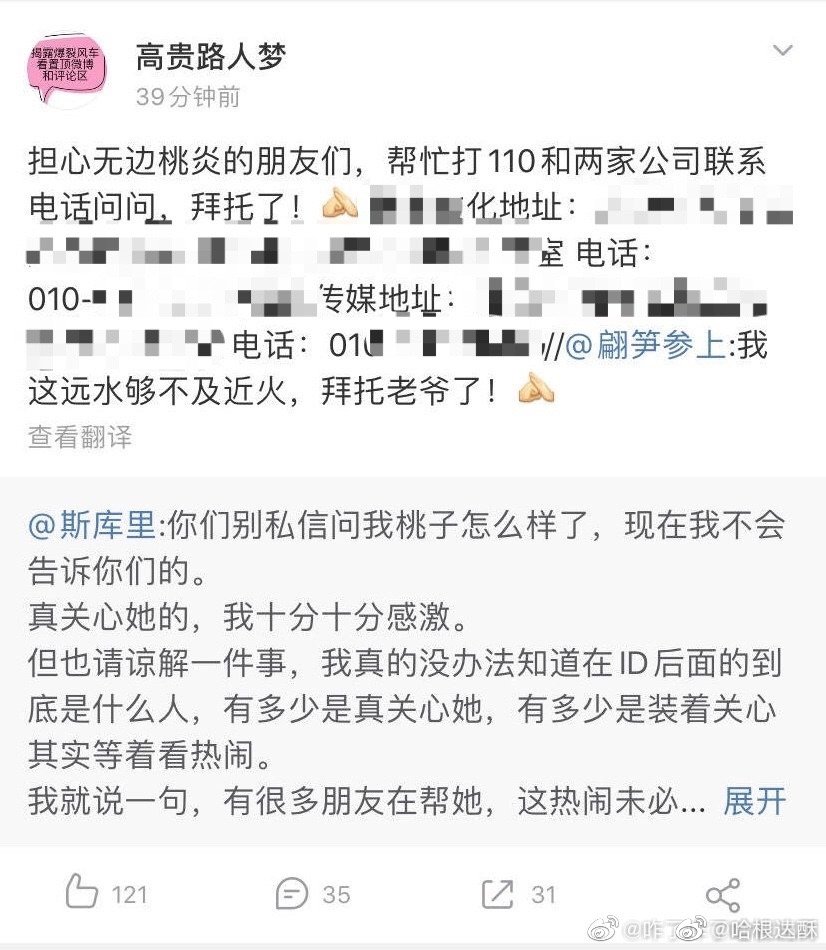 揭露爆裂风车
看置顶微博
和评论区
高贵路人梦
39分钟前
担心无边桃炎的朋友们，帮忙打110和两家公司联系
电话问问，拜托了！🙏 化地址：
室 电话：
010- 传媒地址：
电话：01 //@翩笋参上:我
这远水够不及近火，拜托老爷了！🙏
查看翻译
@斯库里:你们别私信问我桃子怎么样了，现在我不会
告诉你们的。
真关心她的，我十分十分感激。
但也请谅解一件事，我真的没办法知道在ID后面的到
底是什么人，有多少是真关心她，有多少是装着关心
其实等着看热闹。
我就说一句，有很多朋友在帮她，这热闹未必... 展开
121 35 31
@哈根迭酥